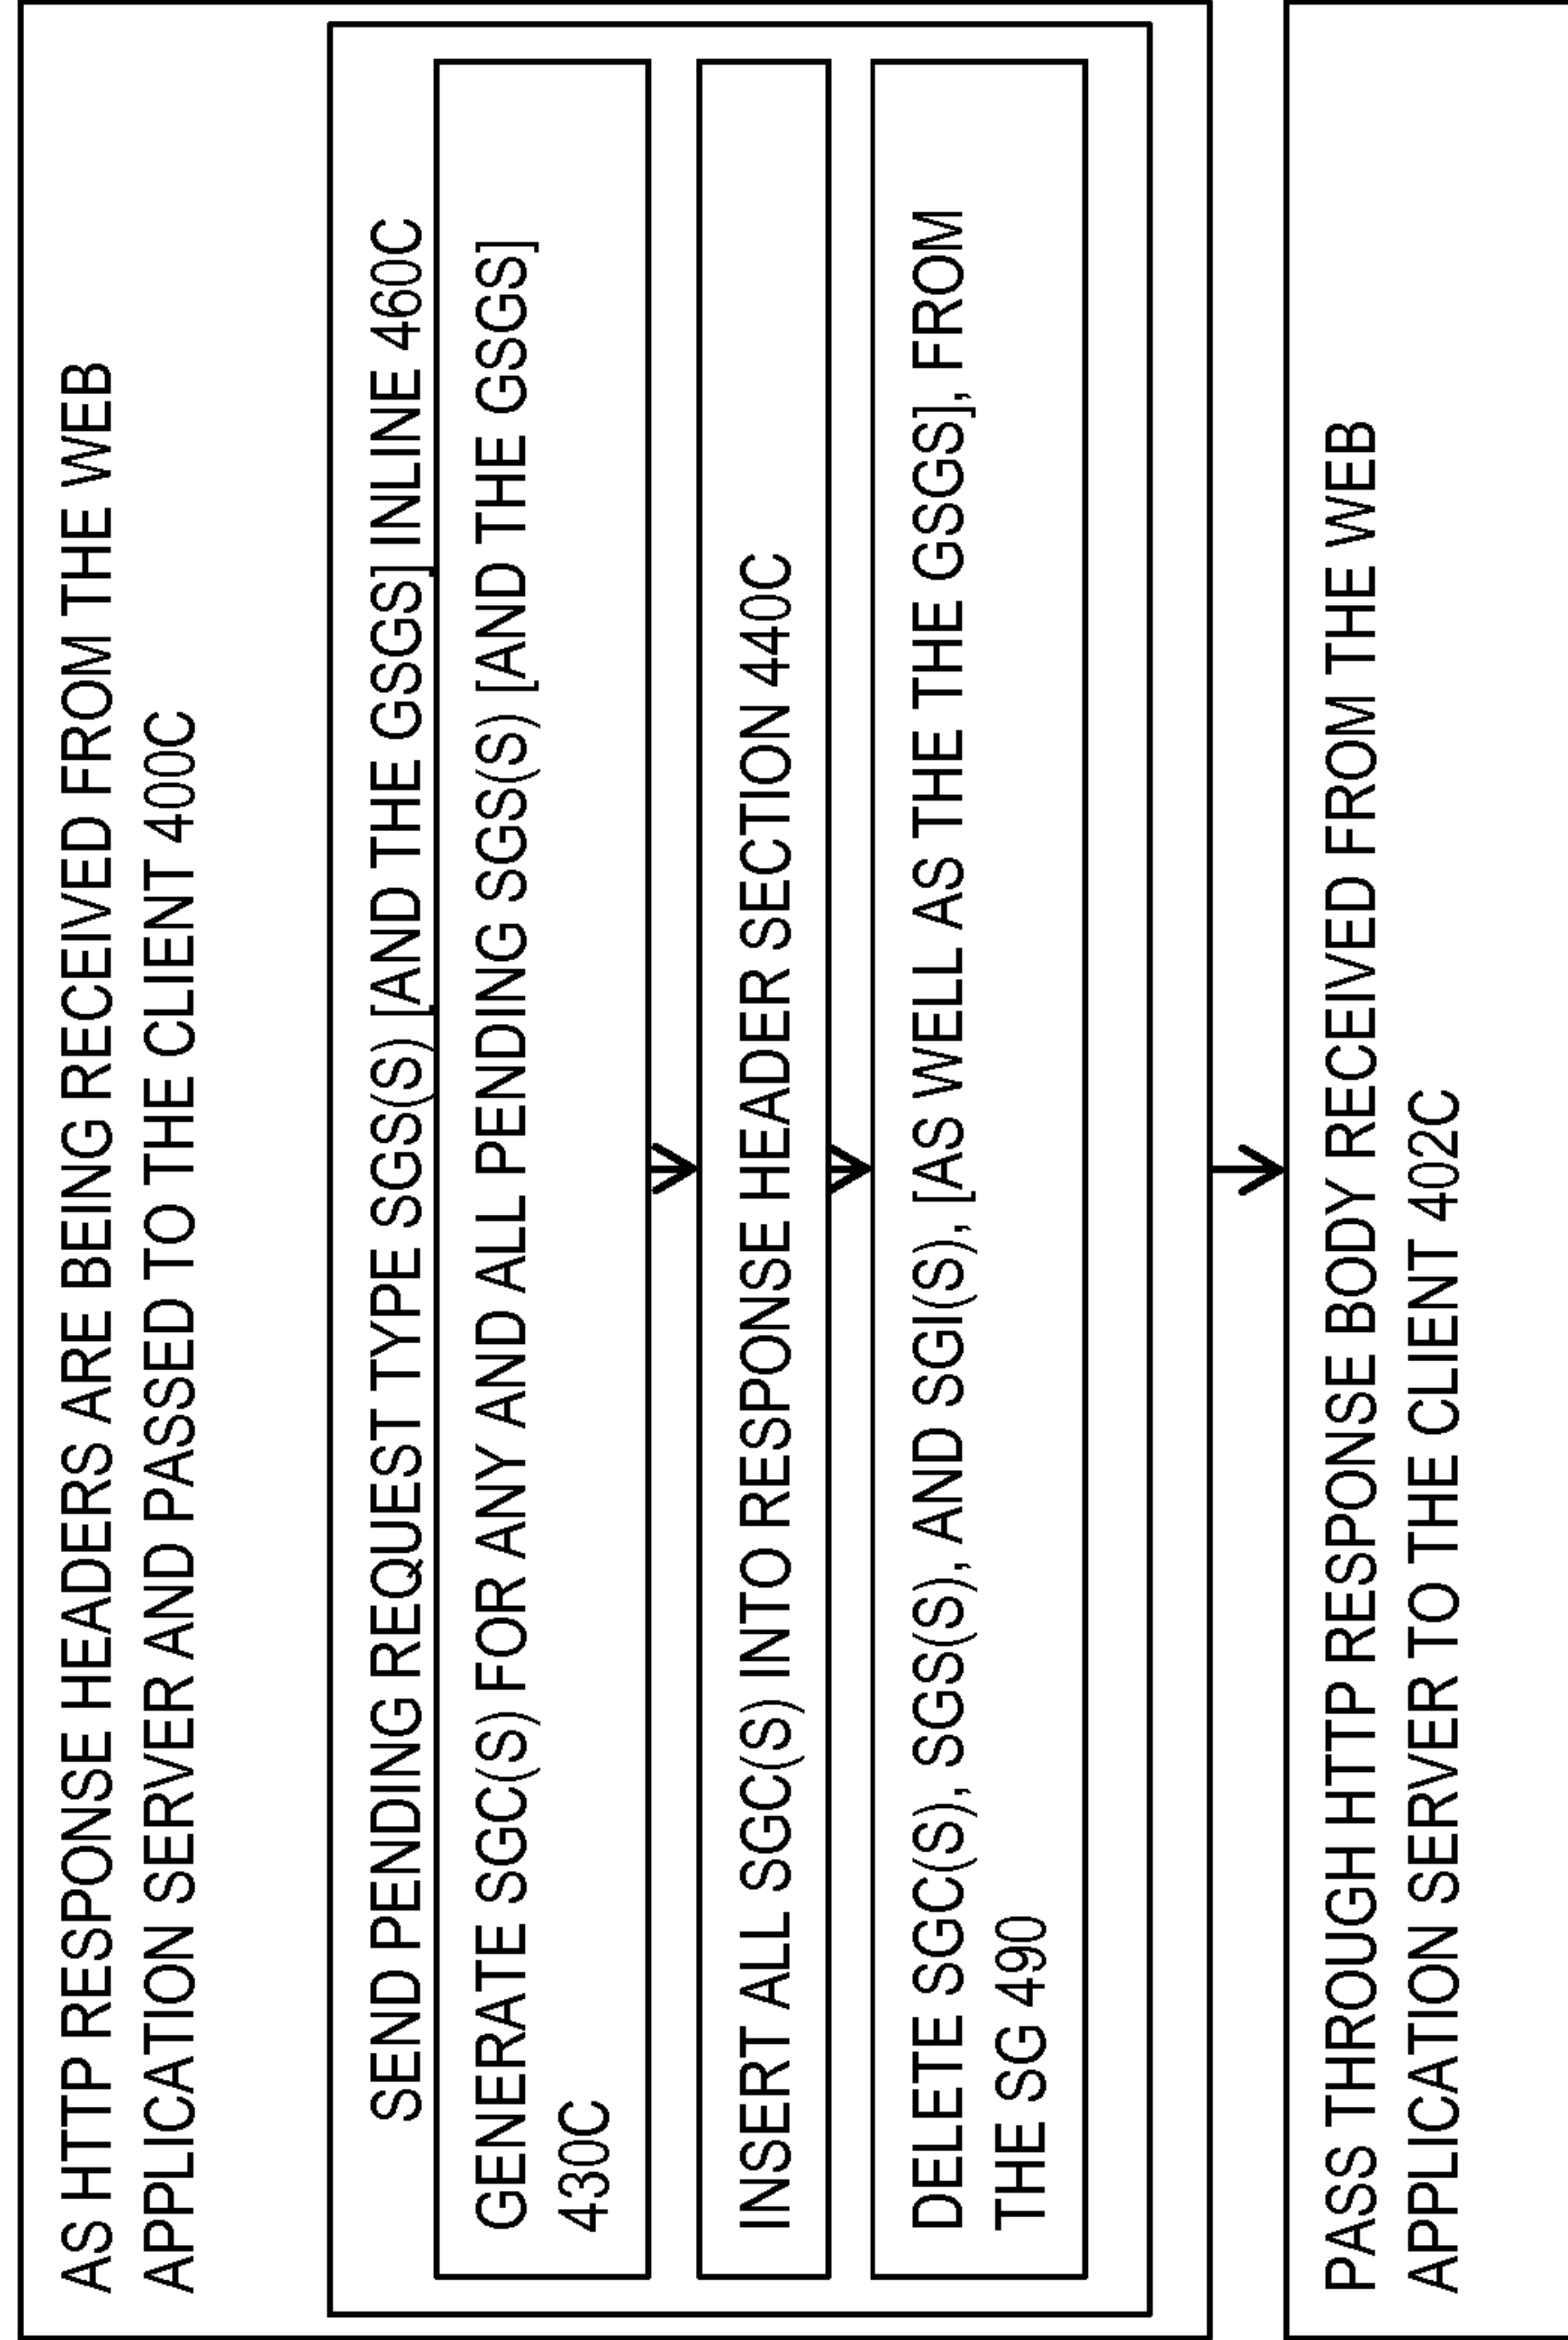 AS HTTP RESPONSE HEADERS ARE BEING RECEIVED FROM THE WEB
APPLICATION SERVER AND PASSED TO THE CLIENT 400C
SEND PENDING REQUEST TYPE SGS(S) [AND THE GSGS] INLINE 460C
GENERATE SGC(S) FOR ANY AND ALL PENDING SGS(S) [AND THE GSGS]
430C
INSERT ALL SGC(S) INTO RESPONSE HEADER SECTION 440C
DELETE SGC(S), SGS(S), AND SGI(S), [AS WELL AS THE THE GSGS], FROM
THE SG 490
PASS THROUGH HTTP RESPONSE BODY RECEIVED FROM THE WEB
APPLICATION SERVER TO THE CLIENT 402C